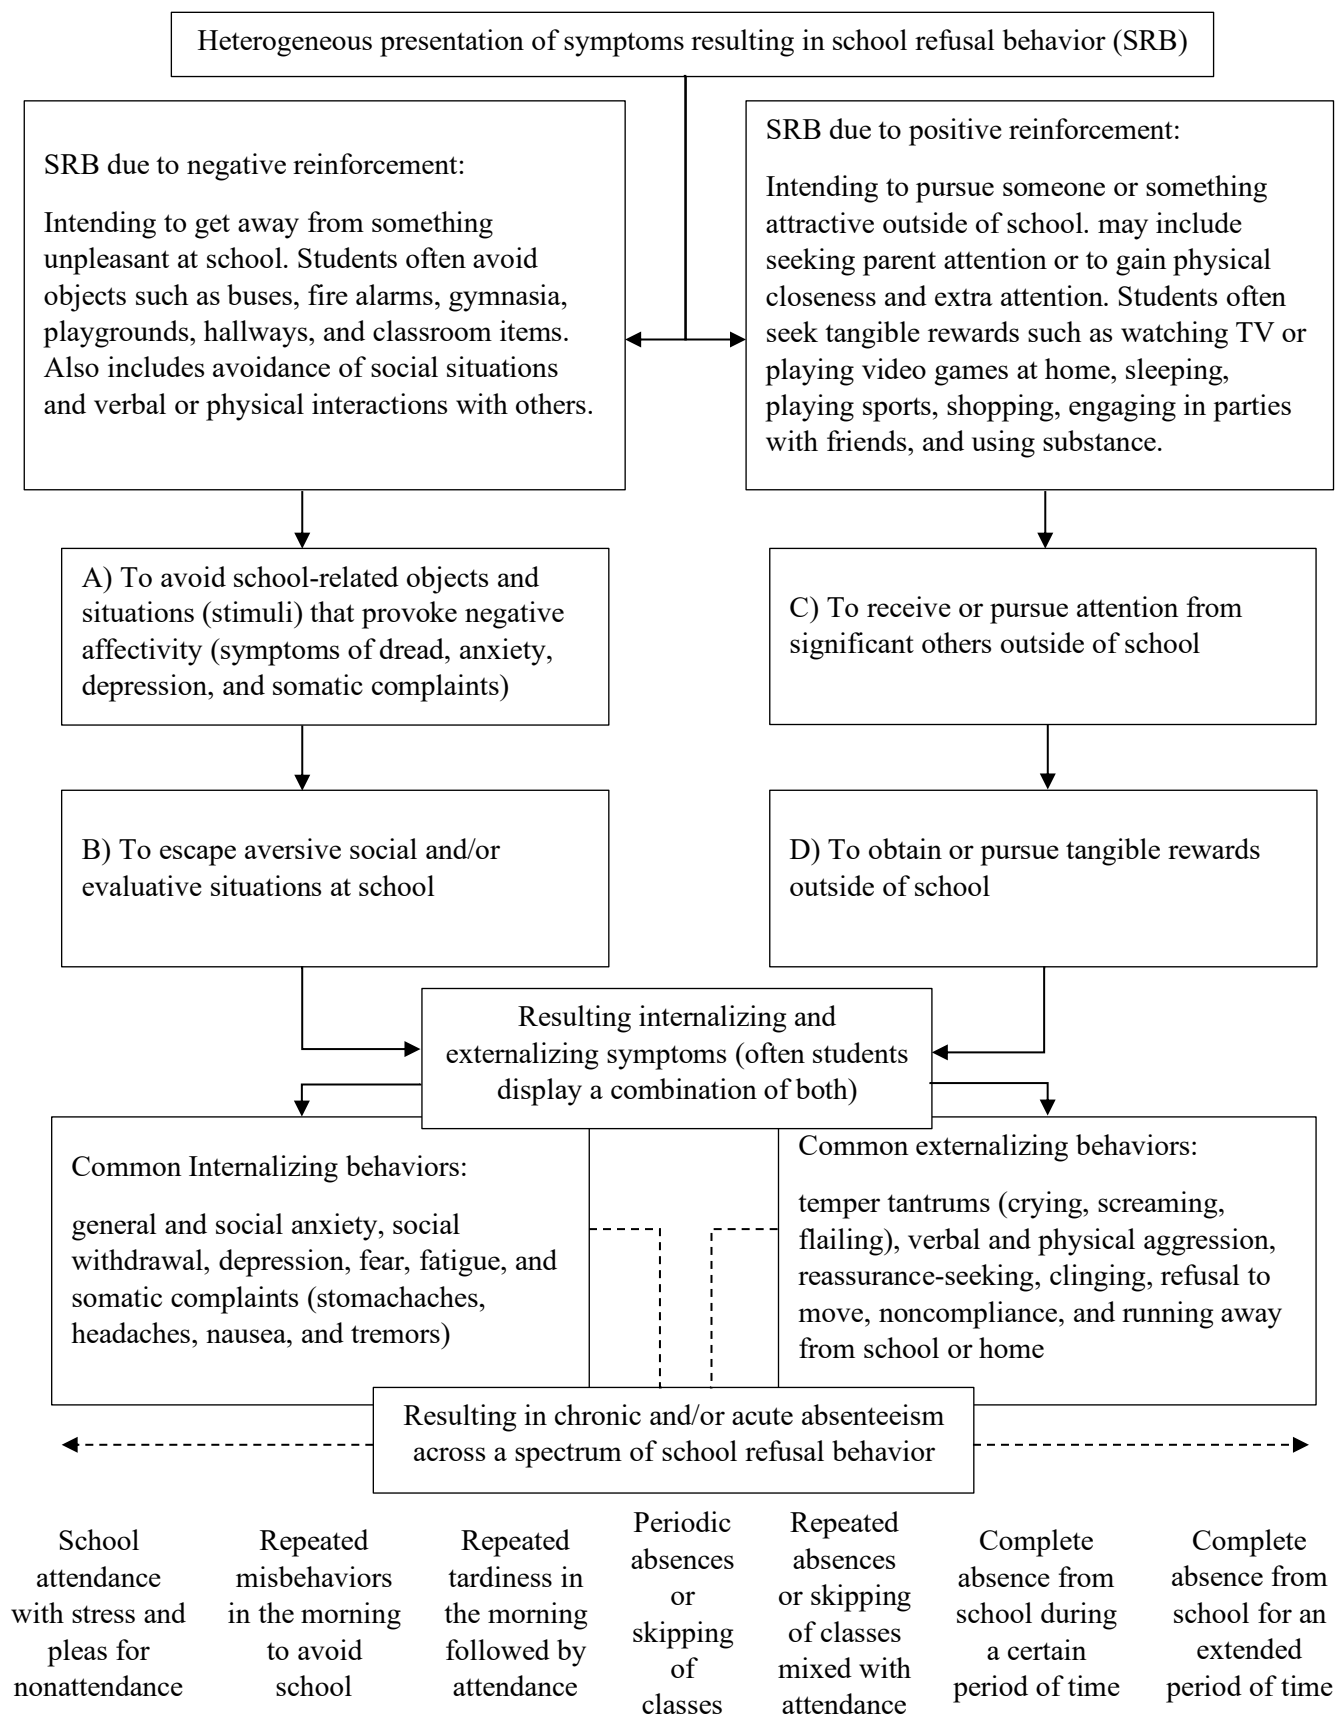 Heterogeneous presentation of symptoms resulting in school refusal behavior (SRB)
SRB due to negative reinforcement:
Intending to get away from something
unpleasant at school. Students often avoid
objects such as buses, fire alarms, gymnasia,
playgrounds, hallways, and classroom items.
Also includes avoidance of social situations
and verbal or physical interactions with others.
SRB due to positive reinforcement:
Intending to pursue someone or something
attractive outside of school. may include
seeking parent attention or to gain physical
closeness and extra attention. Students often
seek tangible rewards such as watching TV or
playing video games at home, sleeping,
playing sports, shopping, engaging in parties
with friends, and using substance.
A) To avoid school-related objects and
situations (stimuli) that provoke negative
affectivity (symptoms of dread, anxiety,
depression, and somatic complaints)
C) To receive or pursue attention from
significant others outside of school
B) To escape aversive social and/or
evaluative situations at school
D) To obtain or pursue tangible rewards
outside of school
Resulting internalizing and
externalizing symptoms (often students
display a combination of both)
Common Internalizing behaviors:
general and social anxiety, social
withdrawal, depression, fear, fatigue, and
somatic complaints (stomachaches,
headaches, nausea, and tremors)
Common externalizing behaviors:
temper tantrums (crying, screaming,
flailing), verbal and physical aggression,
reassurance-seeking, clinging, refusal to
move, noncompliance, and running away
from school or home
Resulting in chronic and/or acute absenteeism
across a spectrum of school refusal behavior
School
attendance
with stress and
pleas for
nonattendance
Repeated
misbehaviors
in the morning
to avoid
school
Repeated
tardiness in
the morning
followed by
attendance
Periodic
absences
or
skipping
of
classes
Repeated
absences
or skipping
of classes
mixed with
attendance
Complete
absence from
school during
a certain
period of time
Complete
absence from
school for an
extended
period of time